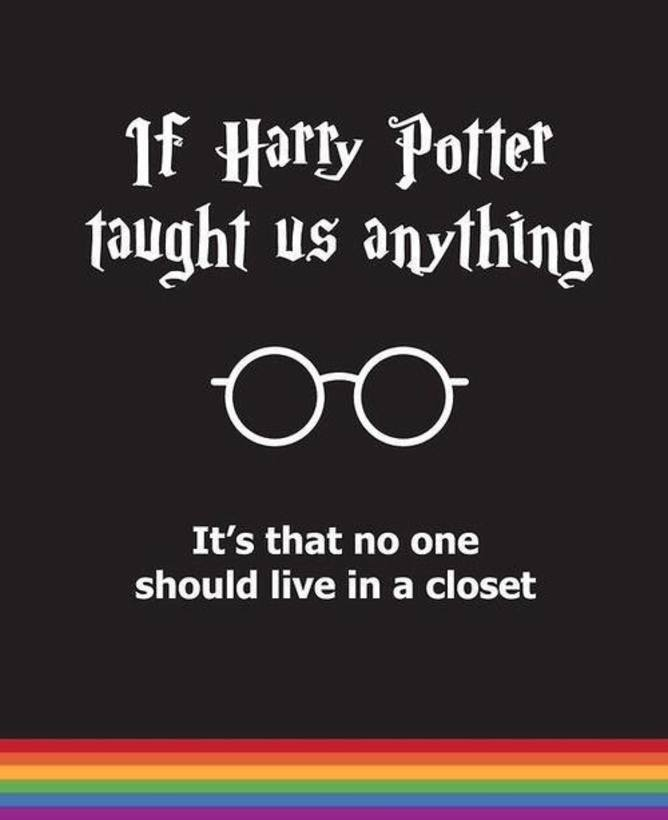 If Harry Potter
taught us anything
It’s that no one
should live in a closet